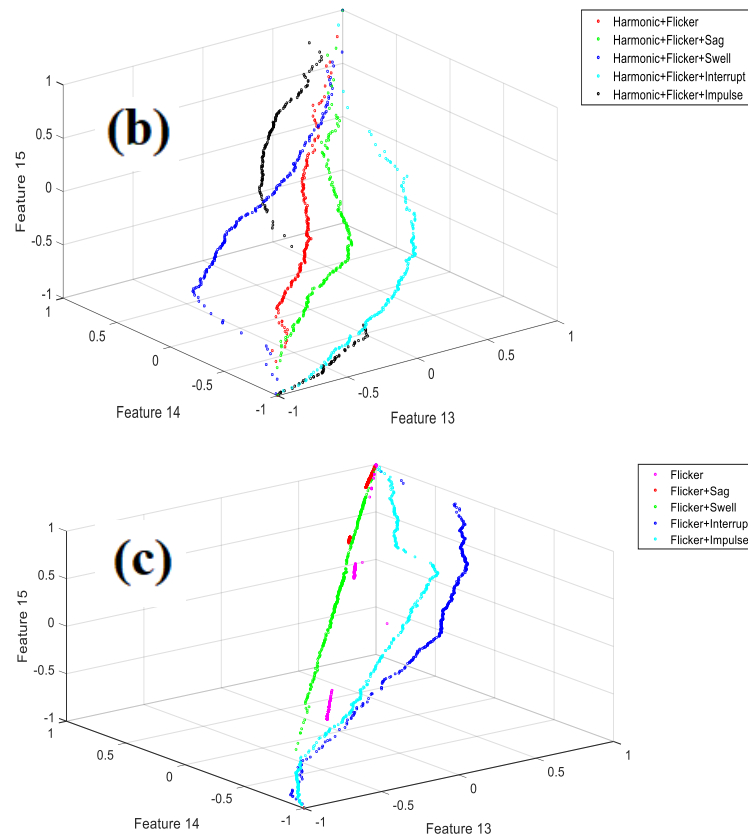 (b)
Harmonic+Flicker
Harmonic+Flicker+Sag
Harmonic+Flicker+Swell
Harmonic+Flicker+Interrupt
Harmonic+Flicker+Impulse
Feature 15
1
0.5
0
-0.5
-1
1
0.5
0
-0.5
-1
Feature 14
-1
-0.5
0
0.5
1
Feature 13
(c)
Flicker
Flicker+Sag
Flicker+Swell
Flicker+Interrupt
Flicker+Impulse
Feature 15
1
0.5
0
-0.5
-1
1
0.5
0
-0.5
-1
Feature 14
-1
-0.5
0
0.5
1
Feature 13